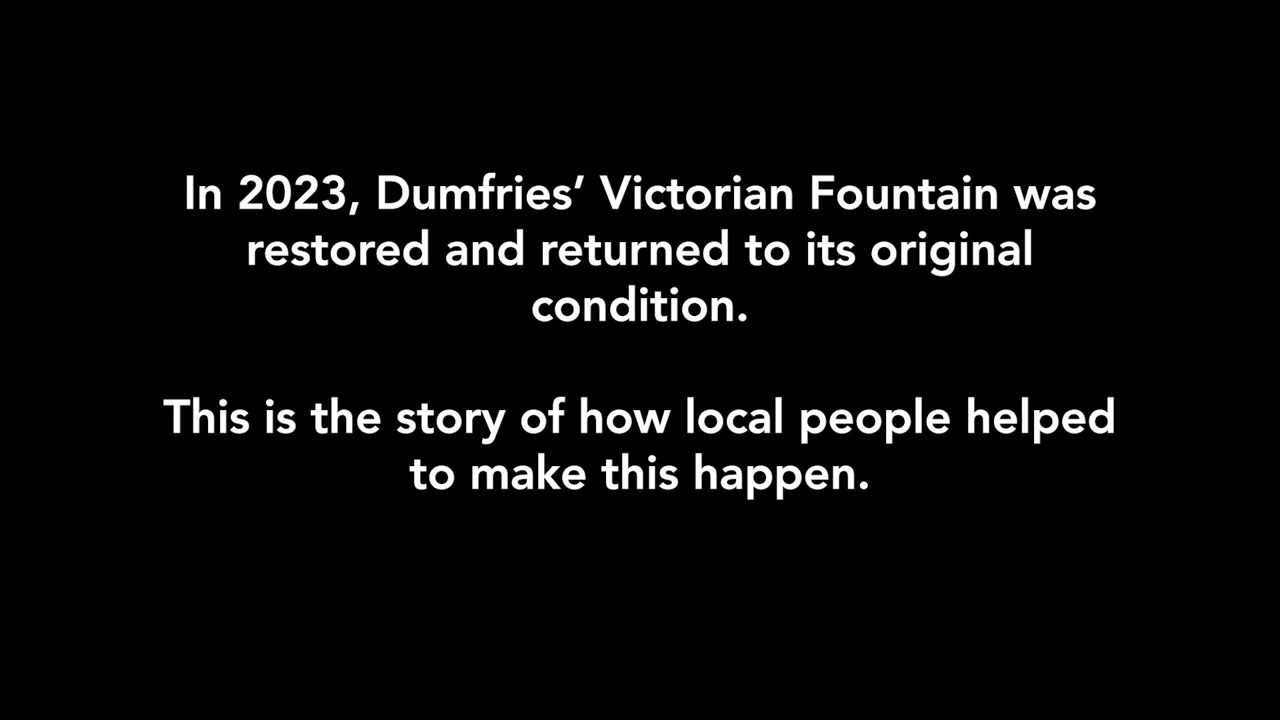 In 2023, Dumfries’ Victorian Fountain was
restored and returned to its original
condition.
This is the story of how local people helped
to make this happen.